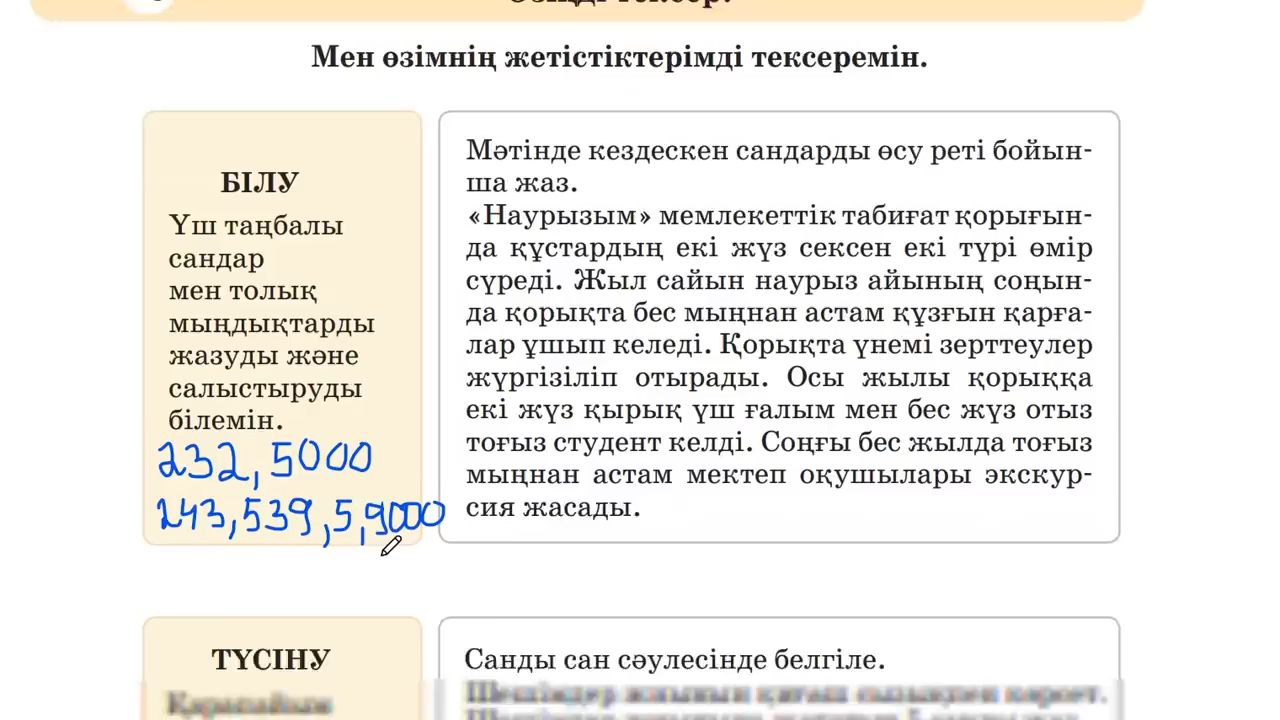 Мен өзімнің жетістіктерімді тексеремін.
БІЛУ
Үш таңбалы
сандар
мен толық
мыңдықтарды
жазуды және
салыстыруды
білемін.
232, 5000
243, 539, 5, 9000
Мәтінде кездескен сандарды өсу реті бойын-
ша жаз.
«Наурызым» мемлекеттік табиғат қорығын-
да құстардың екі жүз сексен екі түрі өмір
сүреді. Жыл сайын наурыз айының соңын-
да қорықта бес мыңнан астам құзғын қарға-
лар ұшып келеді. Қорықта үнемі зерттеулер
жүргізіліп отырады. Осы жылы қорыққа
екі жүз қырық үш ғалым мен бес жүз отыз
тоғыз студент келді. Соңғы бес жылда тоғыз
мыңнан астам мектеп оқушылары экскур-
сия жасады.
ТҮСІНУ
Қарапайым
Санды сан сәулесінде белгіле.